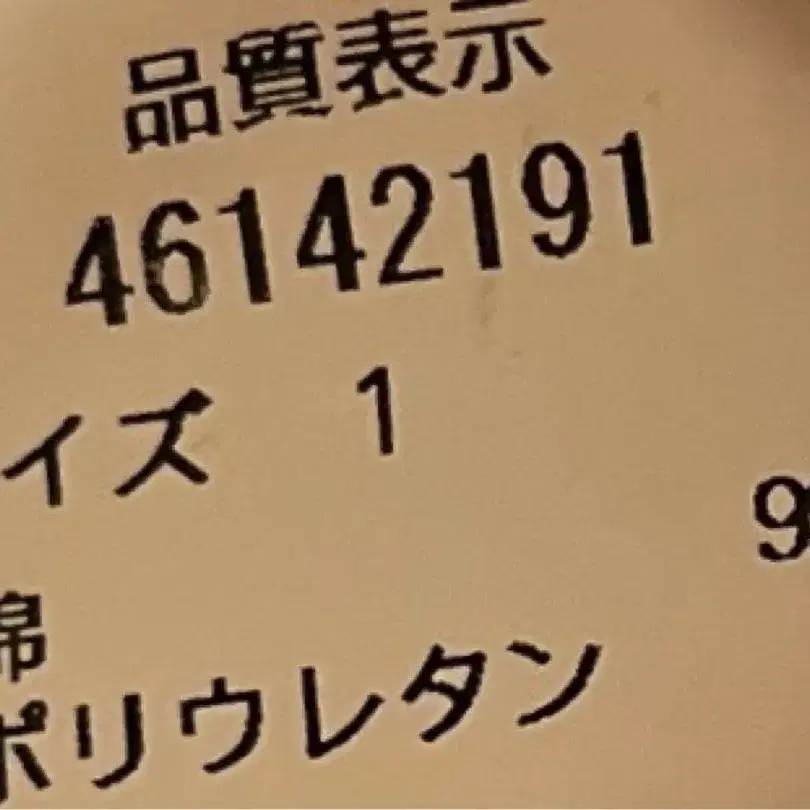 品質表示
46142191
イズ 1
9
綿
ポリウレタン